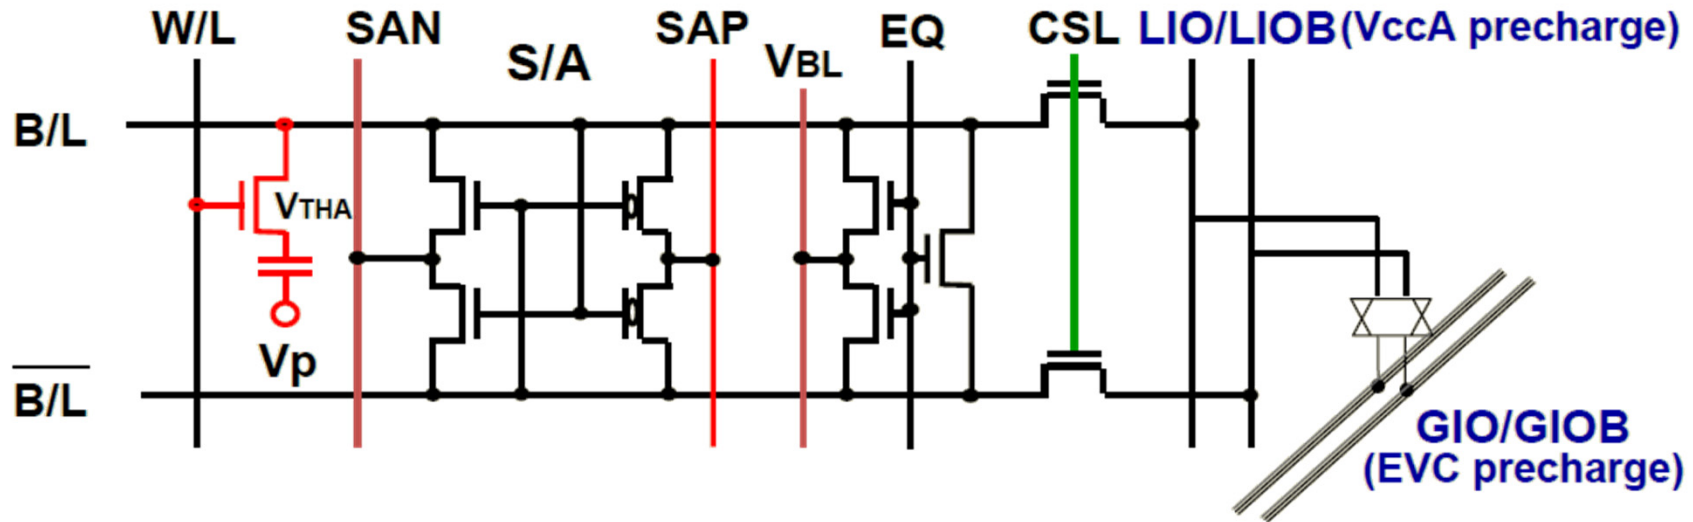 W/L
SAN
S/A
SAP
VBL
EQ
CSL
LIO/LIOB(VccA precharge)
B/L
VTHA
Vp
B/L
GIO/GIOB
(EVC precharge)